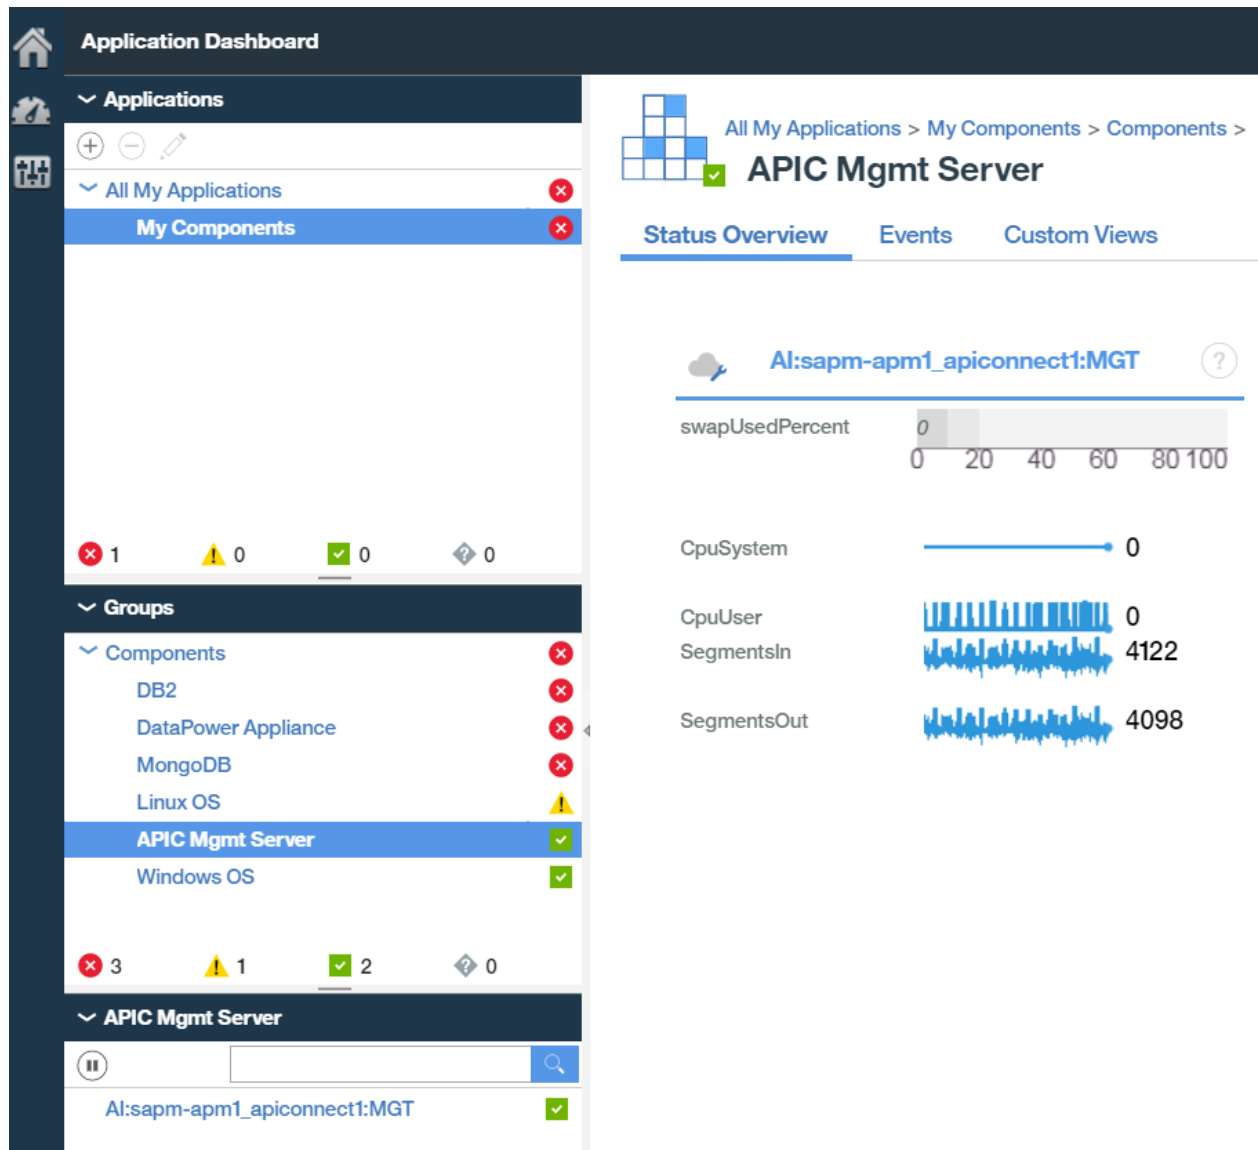 Application Dashboard
Applications
All My Applications
My Components
1 0 0 0
Groups
Components
DB2
DataPower Appliance
MongoDB
Linux OS
APIC Mgmt Server
Windows OS
3 1 2 0
APIC Mgmt Server
AI:sapm-apm1_apiconnect1:MGT
All My Applications > My Components > Components >
APIC Mgmt Server
Status Overview Events Custom Views
AI:sapm-apm1_apiconnect1:MGT ?
swapUsedPercent 0
0 20 40 60 80 100
CpuSystem 0
CpuUser 0
SegmentsIn 4122
SegmentsOut 4098